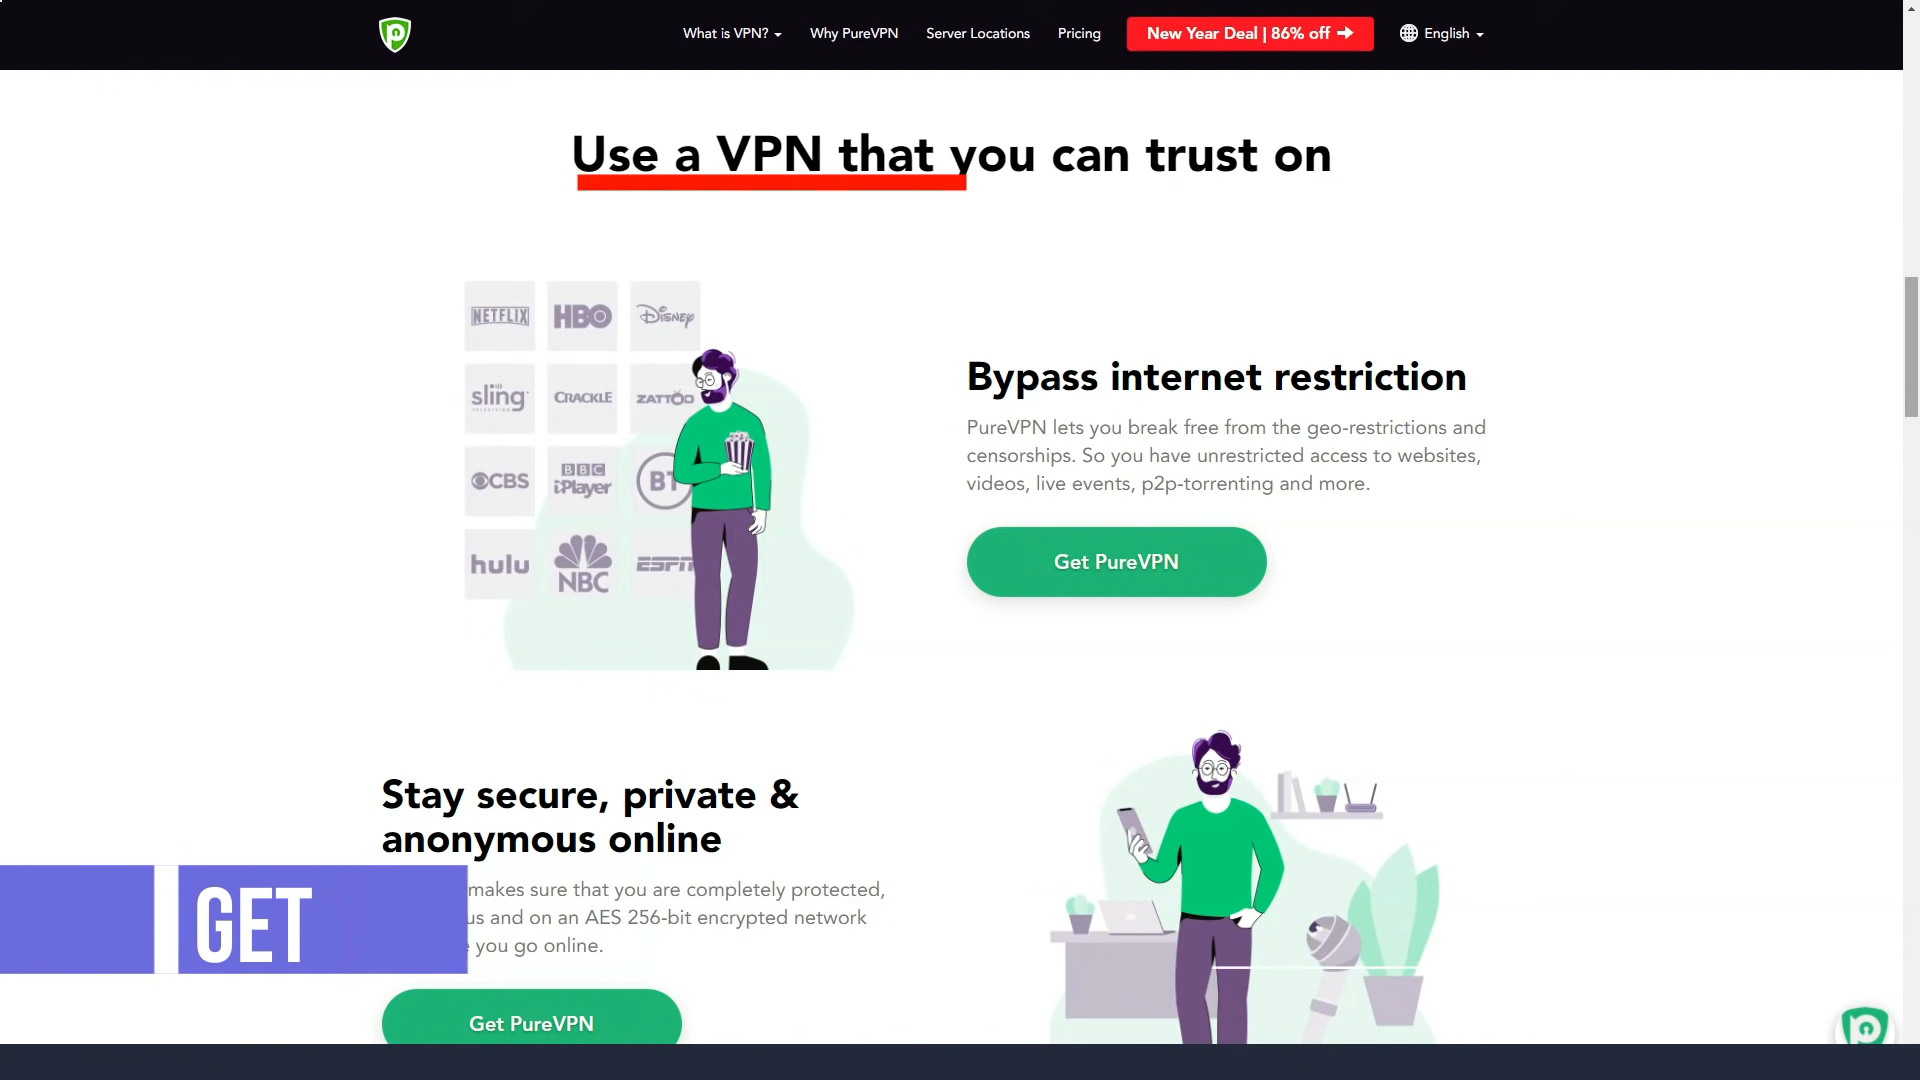 What is VPN?
Why PureVPN
Server Locations
Pricing
New Year Deal | 86% off
English
Use a VPN that you can trust on
NETFLIX
HBO
Disney
sling
TELEVISION
CRACKLE
ZATTOO
CBS
BBC
iPlayer
BT
hulu
NBC
ESPN
Bypass internet restriction
PureVPN lets you break free from the geo-restrictions and
censorships. So you have unrestricted access to websites,
videos, live events, p2p-torrenting and more.
Get PureVPN
Stay secure, private &
anonymous online
makes sure that you are completely protected,
us and on an AES 256-bit encrypted network
e you go online.
GET
Get PureVPN